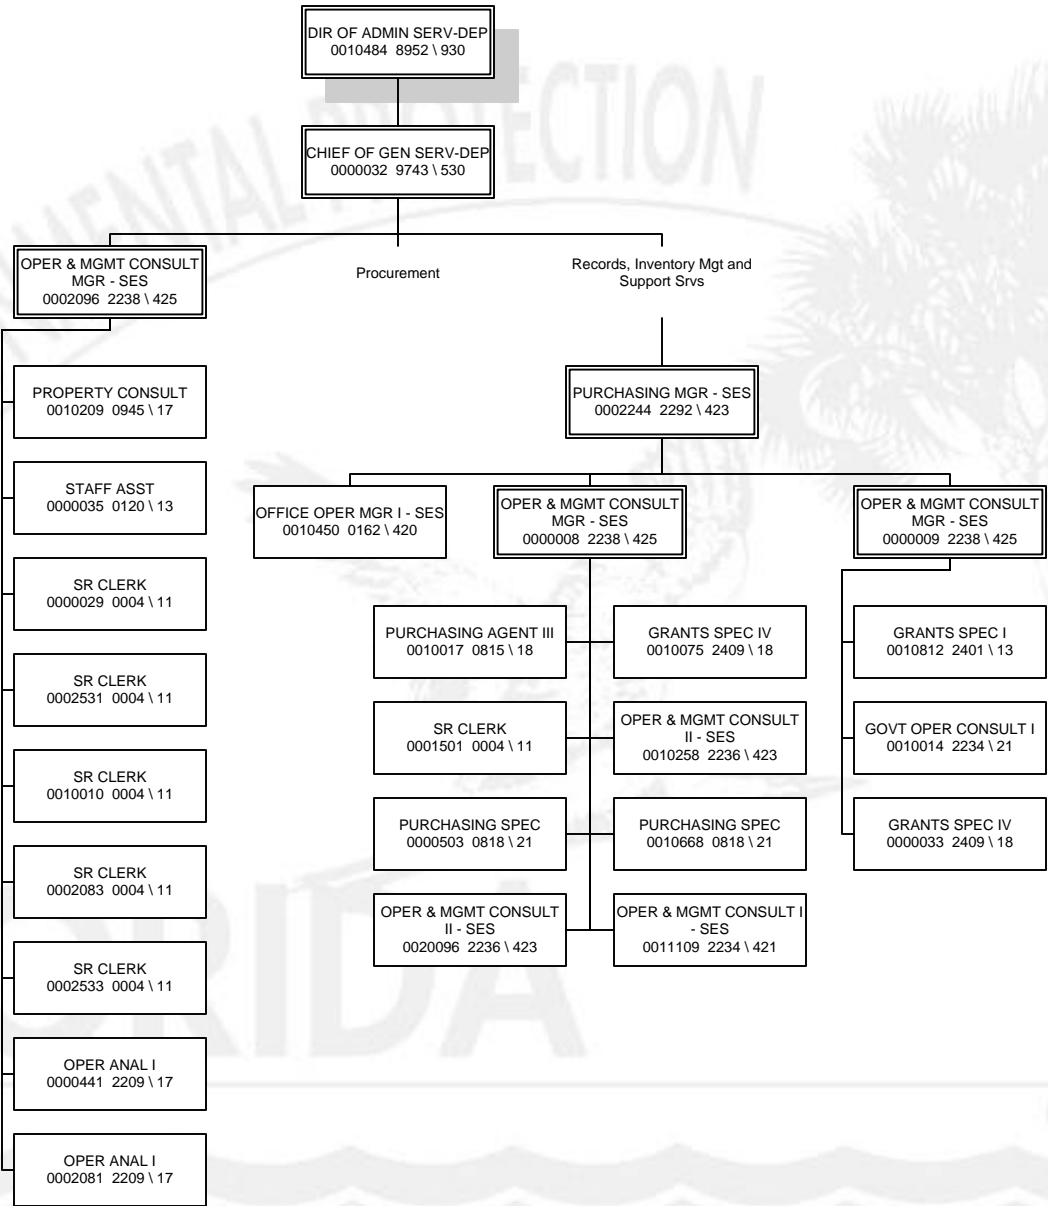 DIR OF ADMIN SERV-DEP
0010484 8952 \ 930
CHIEF OF GEN SERV-DEP
0000032 9743 \ 530
OPER & MGMT CONSULT
MGR - SES
0002096 2238 \ 425
Procurement
Records, Inventory Mgt and
Support Srvs
PROPERTY CONSULT
0010209 0945 \ 17
STAFF ASST
0000035 0120 \ 13
SR CLERK
0000029 0004 \ 11
SR CLERK
0002531 0004 \ 11
SR CLERK
0010010 0004 \ 11
SR CLERK
0002083 0004 \ 11
SR CLERK
0002533 0004 \ 11
OPER ANAL I
0000441 2209 \ 17
OPER ANAL I
0002081 2209 \ 17
PURCHASING MGR - SES
0002244 2292 \ 423
OFFICE OPER MGR I - SES
0010450 0162 \ 420
OPER & MGMT CONSULT
MGR - SES
0000008 2238 \ 425
PURCHASING AGENT III
0010017 0815 \ 18
GRANTS SPEC IV
0010075 2409 \ 18
SR CLERK
0001501 0004 \ 11
OPER & MGMT CONSULT
II - SES
0010258 2236 \ 423
PURCHASING SPEC
0000503 0818 \ 21
PURCHASING SPEC
0010668 0818 \ 21
OPER & MGMT CONSULT
II - SES
0020096 2236 \ 423
OPER & MGMT CONSULT I
- SES
0011109 2234 \ 421
OPER & MGMT CONSULT
MGR - SES
0000009 2238 \ 425
GRANTS SPEC I
0010812 2401 \ 13
GOVT OPER CONSULT I
0010014 2234 \ 21
GRANTS SPEC IV
0000033 2409 \ 18